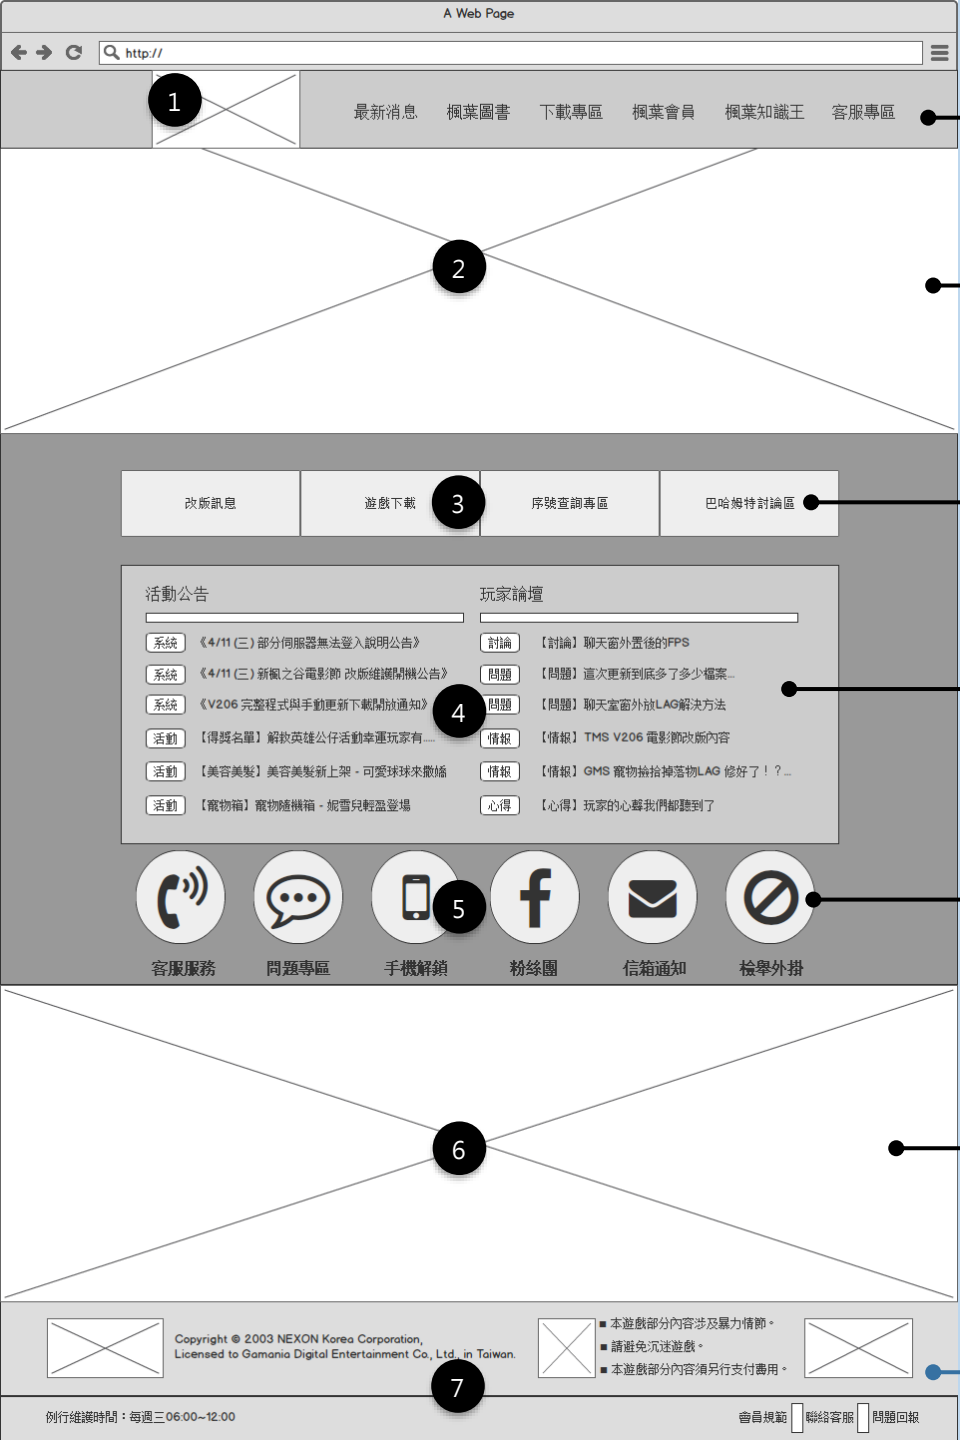 A Web Page
http://
1
最新消息 楓葉圖書 下載專區 楓葉會員 楓葉知識王 客服專區
2
改版訊息 遊戲下載 3 序號查詢專區 巴哈姆特討論區
活動公告
系統 《4/11 (三) 部分伺服器無法登入說明公告》
系統 《4/11 (三) 新楓之谷電影節 改版維護開機公告》
系統 《V206 完整程式與手動更新下載開放通知》
活動 【得獎名單】解救英雄公仔活動幸運玩家有.....
活動 【美容美髮】美容美髮新上架 - 可愛球球來撒嬌
活動 【寵物箱】寵物隨機箱 - 妮雪兒輕盈登場
4
玩家論壇
討論 【討論】聊天窗外置後的FPS
問題 【問題】這次更新到底多了多少檔案...
問題 【問題】聊天室窗外放LAG解決方法
情報 【情報】TMS V206 電影節改版內容
情報 【情報】GMS 寵物撿拾掉落物LAG 修好了！？...
心得 【心得】玩家的心聲我們都聽到了
5
客服服務 問題專區 手機解鎖 粉絲團 信箱通知 檢舉外掛
6
Copyright © 2003 NEXON Korea Corporation,
Licensed to Gamania Digital Entertainment Co., Ltd., in Taiwan.
■ 本遊戲部分內容涉及暴力情節。
■ 請避免沉迷遊戲。
■ 本遊戲部分內容須另行支付費用。
7
例行維護時間：每週三06:00~12:00
會員規範 聯絡客服 問題回報